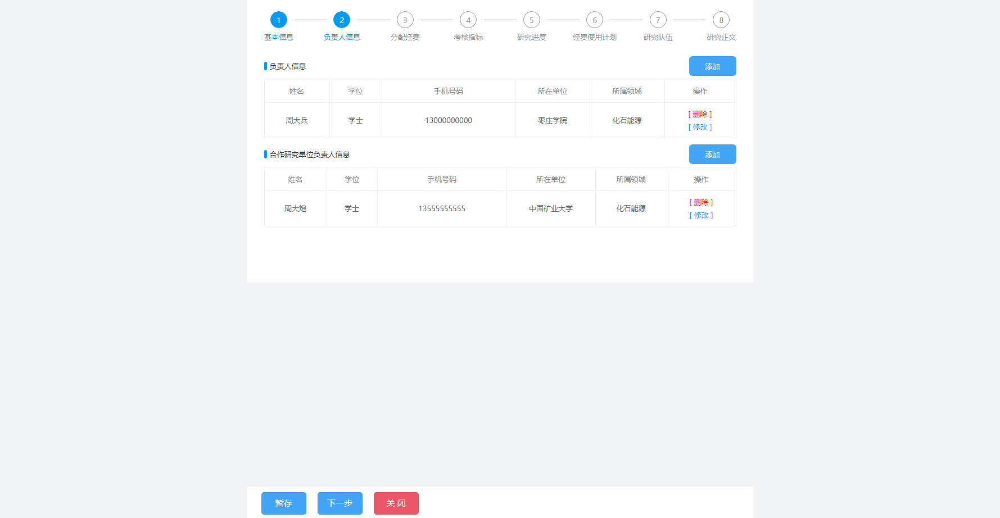 1 2 3 4 5 6 7 8
基本信息 负责人信息 分配经费 考核指标 研究进度 经费使用计划 研究队伍 研究正文
负责人信息 添加
姓名 学位 手机号码 所在单位 所属领域 操作
周大兵 学士 13000000000 枣庄学院 化石能源 [ 删除 ]
[ 修改 ]
合作研究单位负责人信息 添加
姓名 学位 手机号码 所在单位 所属领域 操作
周大炮 学士 13555555555 中国矿业大学 化石能源 [ 删除 ]
[ 修改 ]
暂存 下一步 关 闭